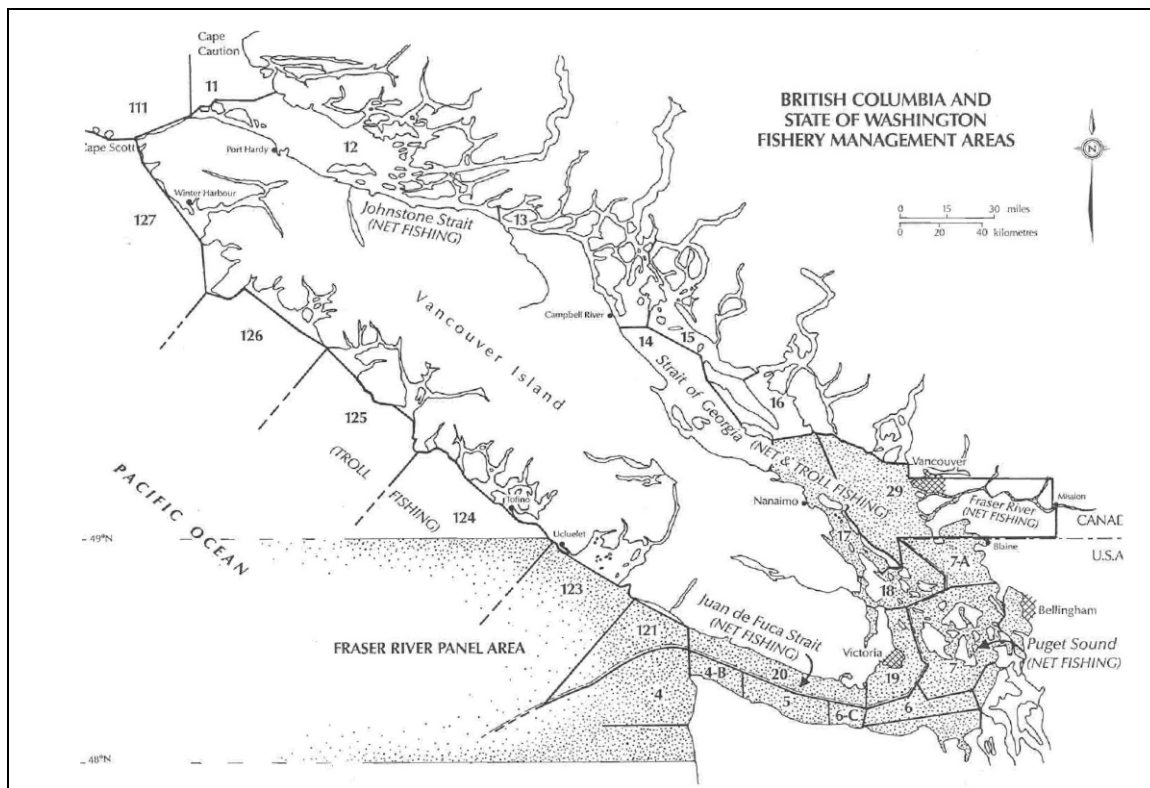 Cape
Caution
11
111
Cape Scott
Port Hardy
12
BRITISH COLUMBIA AND
STATE OF WASHINGTON
FISHERY MANAGEMENT AREAS
N
0 15 30 miles
0 20 40 kilometres
Winter Harbour
127
13
Johnstone Strait
(NET FISHING)
Vancouver Island
Campbell River
126
14
15
Strait of Georgia
16
(NET & TROLL FISHING)
125
(TROLL
FISHING)
PACIFIC OCEAN
124
Tofino
Ucluelet
Nanaimo
29
Vancouver
Fraser River
(NET FISHING)
Mission
CANAD
49°N
U.S.A
Blaine
17
7-A
18
123
Bellingham
Juan de Fuca Strait
(NET FISHING)
FRASER RIVER PANEL AREA
121
Victoria
Puget Sound
(NET FISHING)
7
20
19
4-B
4
5
6-C
6
48°N